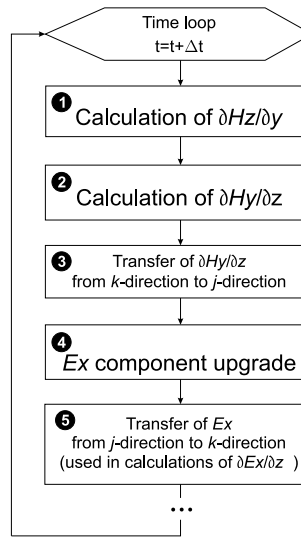 Time loop
t=t+Δt
1
Calculation of ∂Hz/∂y
2
Calculation of ∂Hy/∂z
3
Transfer of ∂Hy/∂z
from k-direction to j-direction
4
Ex component upgrade
5
Transfer of Ex
from j-direction to k-direction
(used in calculations of ∂Ex/∂z )
...